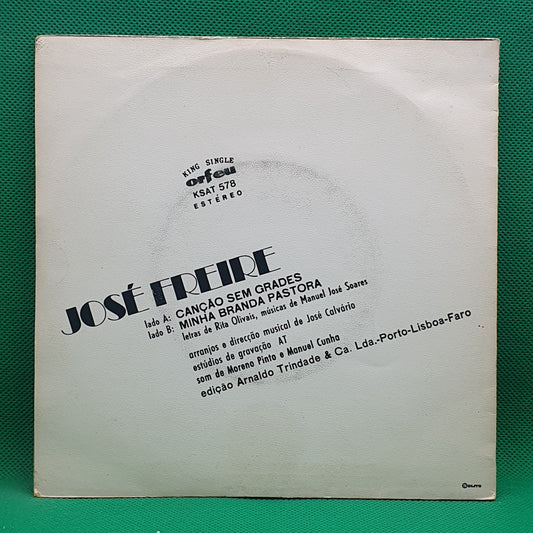 KING SINGLE
orfeu
KSAT 578
ESTÉREO
JOSÉ FREIRE
lado A: CANÇÃO SEM GRADES
lado B: MINHA BRANDA PASTORA
letras de Rita Olivais, músicas de Manuel José Soares
arranjos e direcção musical de José Calvário
estúdios de gravação AT
som de Moreno Pinto e Manuel Cunha
edição Arnaldo Trindade & Ca. Lda.-Porto-Lisboa-Faro